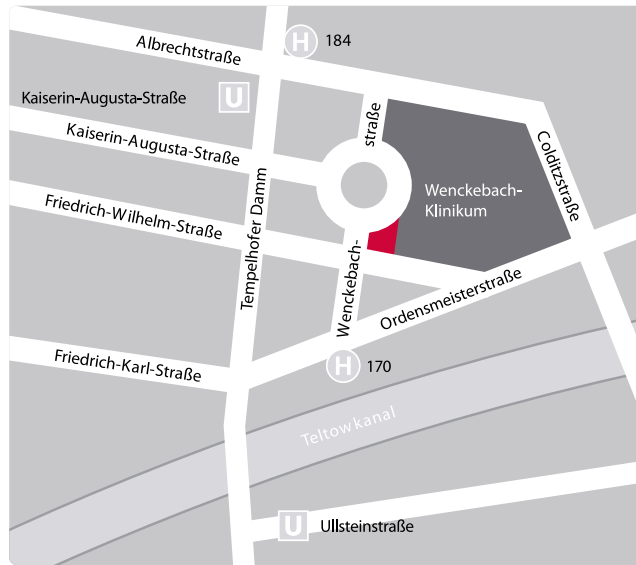 Albrechtstraße
H 184
Kaiserin-Augusta-Straße U
Kaiserin-Augusta-Straße
straße
Colditzstraße
Wenckebach-
Klinikum
Friedrich-Wilhelm-Straße
Tempelhofer Damm
Wenckebach-
Ordensmeisterstraße
Friedrich-Karl-Straße
H 170
Teltowkanal
U Ullsteinstraße